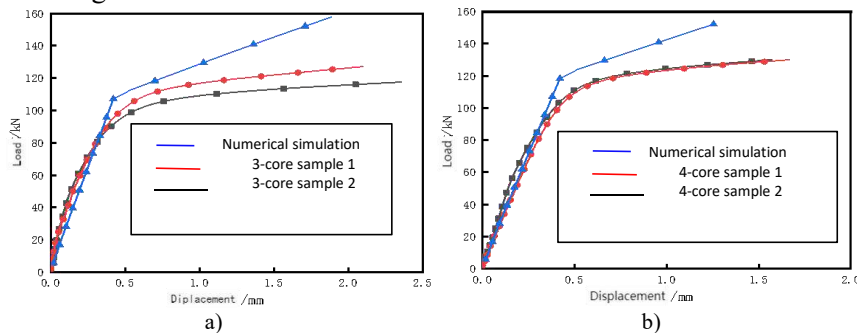 160
140
120
100
80
60
40
20
0
Load /kN
0.0 0.5 1.0 1.5 2.0 2.5
Diplacement /mm
Numerical simulation
3-core sample 1
3-core sample 2
a)
160
140
120
100
80
60
40
20
0
Load /kN
0.0 0.5 1.0 1.5 2.0
Displacement /mm
Numerical simulation
4-core sample 1
4-core sample 2
b)